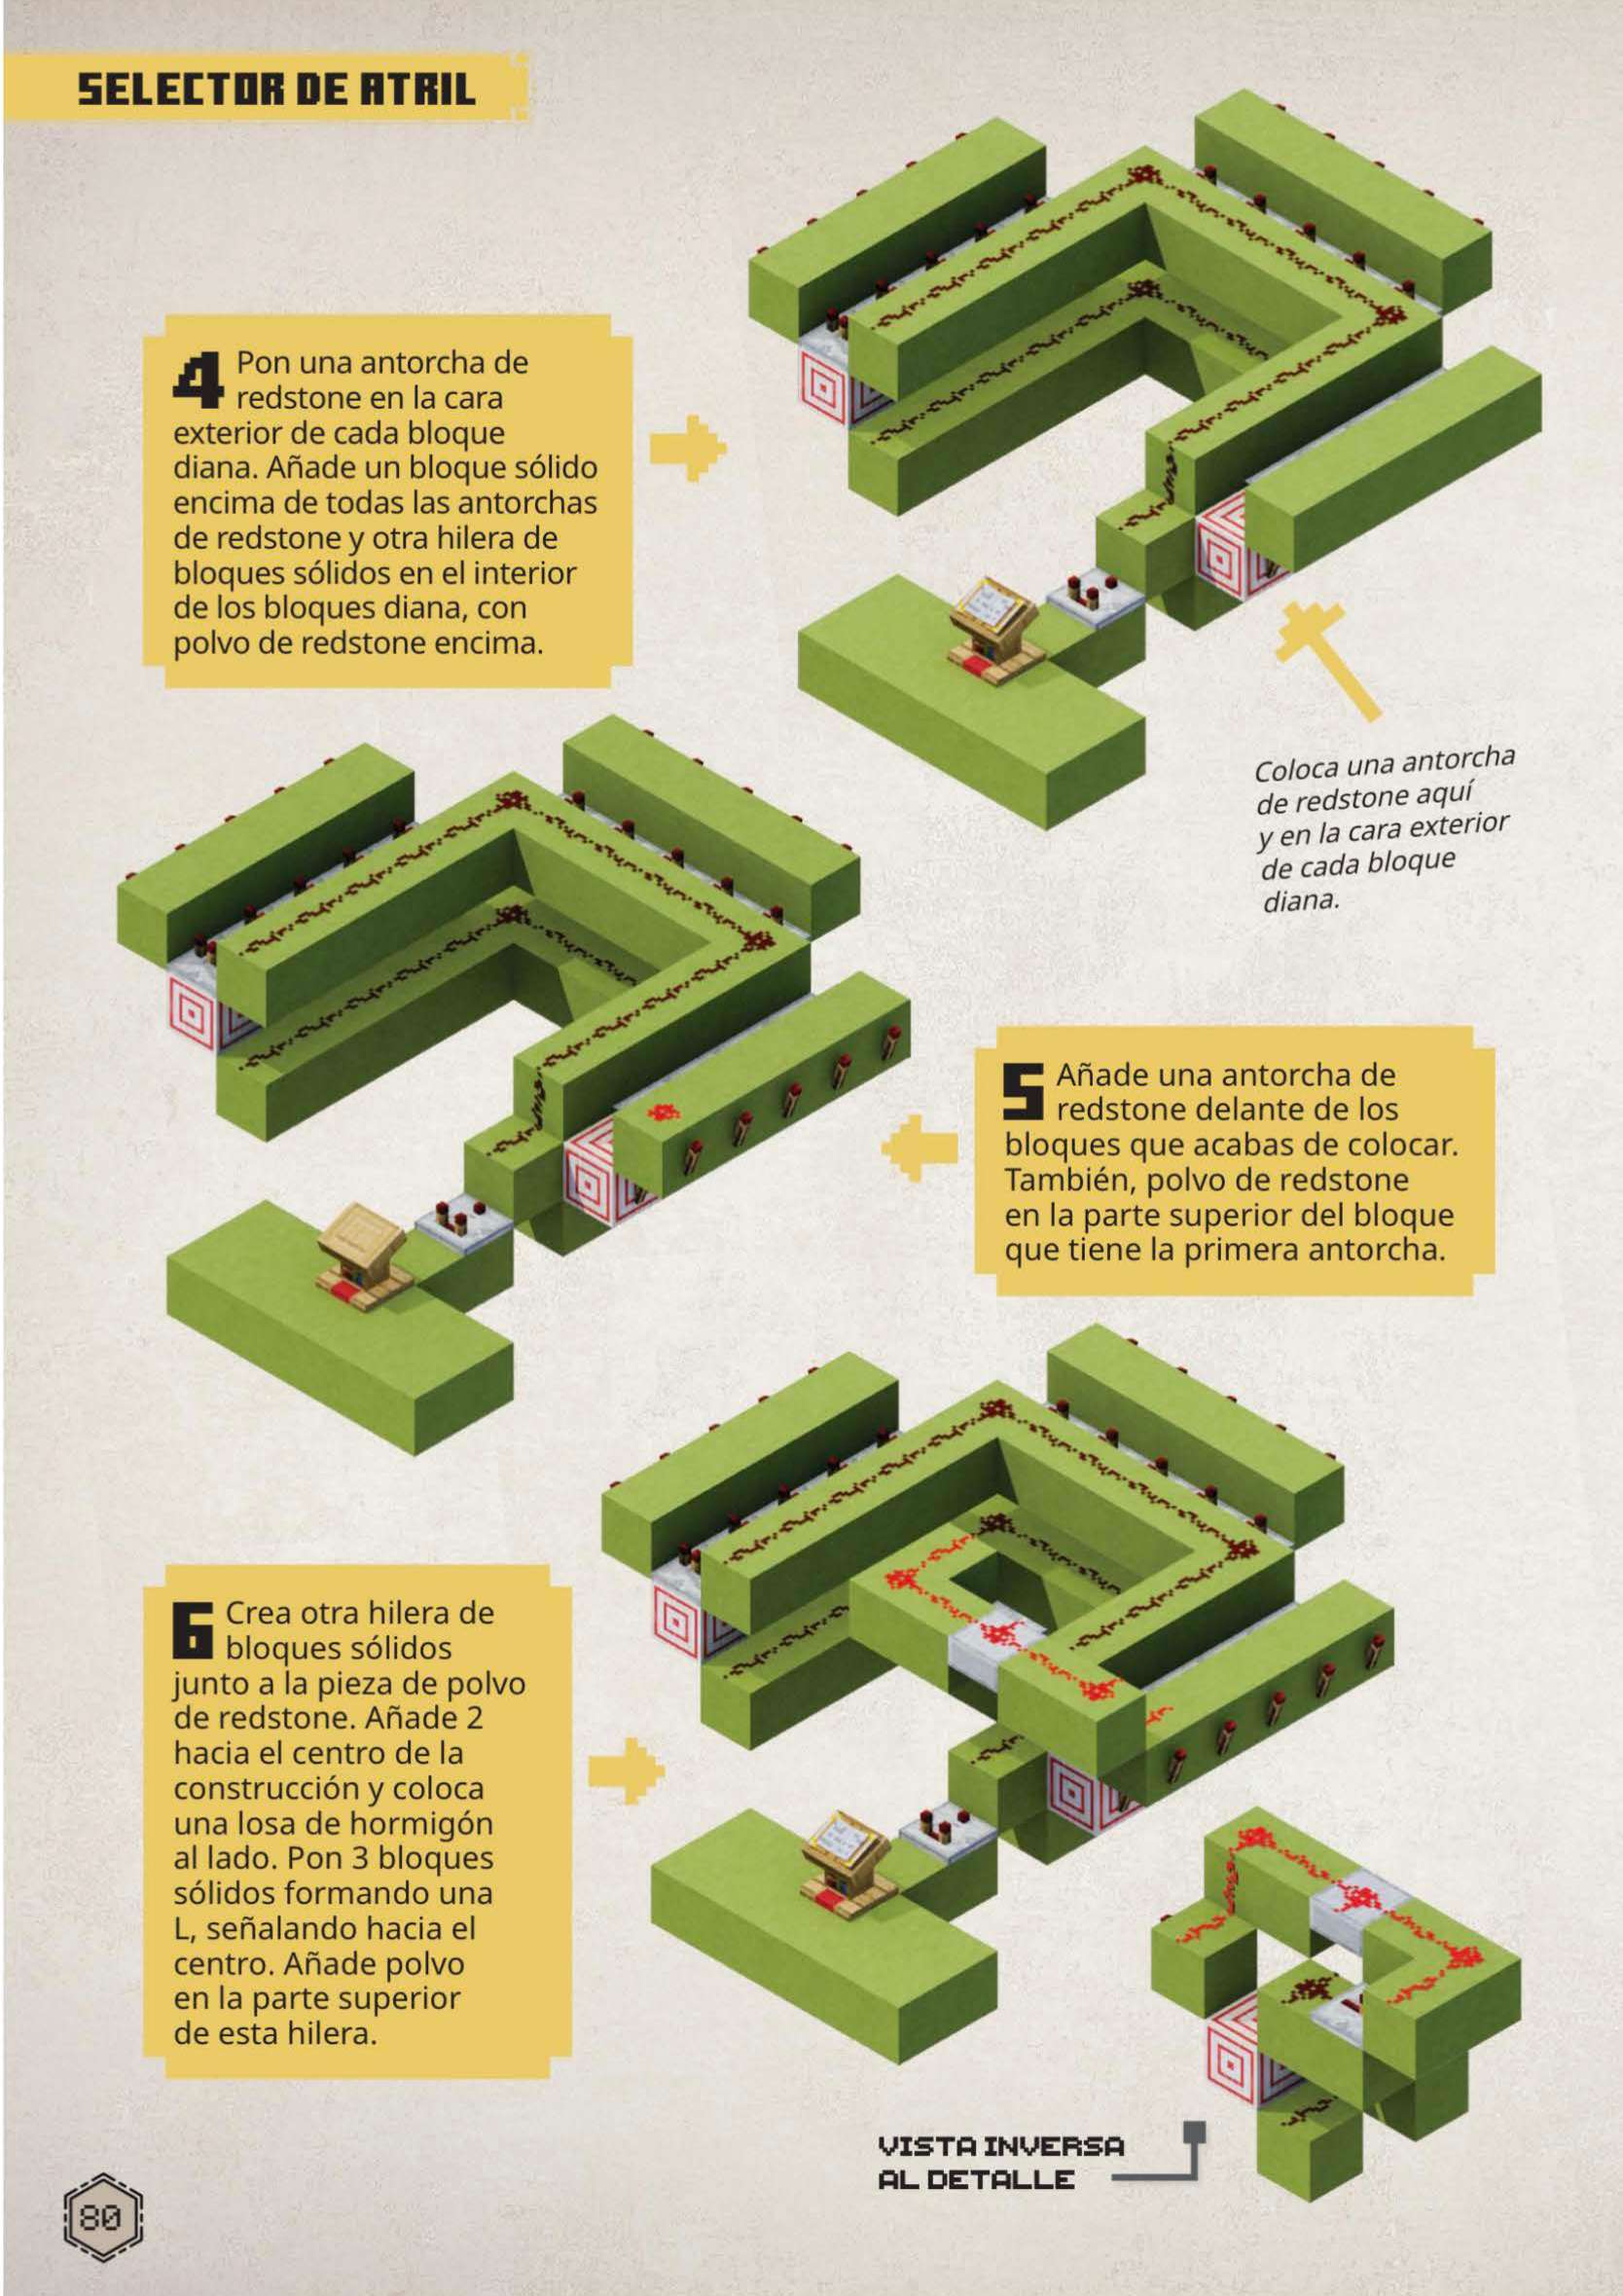 SELECTOR DE ATRIL
4 Pon una antorcha de
redstone en la cara
exterior de cada bloque
diana. Añade un bloque sólido
encima de todas las antorchas
de redstone y otra hilera de
bloques sólidos en el interior
de los bloques diana, con
polvo de redstone encima.
Coloca una antorcha
de redstone aquí
y en la cara exterior
de cada bloque
diana.
5 Añade una antorcha de
redstone delante de los
bloques que acabas de colocar.
También, polvo de redstone
en la parte superior del bloque
que tiene la primera antorcha.
6 Crea otra hilera de
bloques sólidos
junto a la pieza de polvo
de redstone. Añade 2
hacia el centro de la
construcción y coloca
una losa de hormigón
al lado. Pon 3 bloques
sólidos formando una
L, señalando hacia el
centro. Añade polvo
en la parte superior
de esta hilera.
VISTA INVERSA
AL DETALLE
80